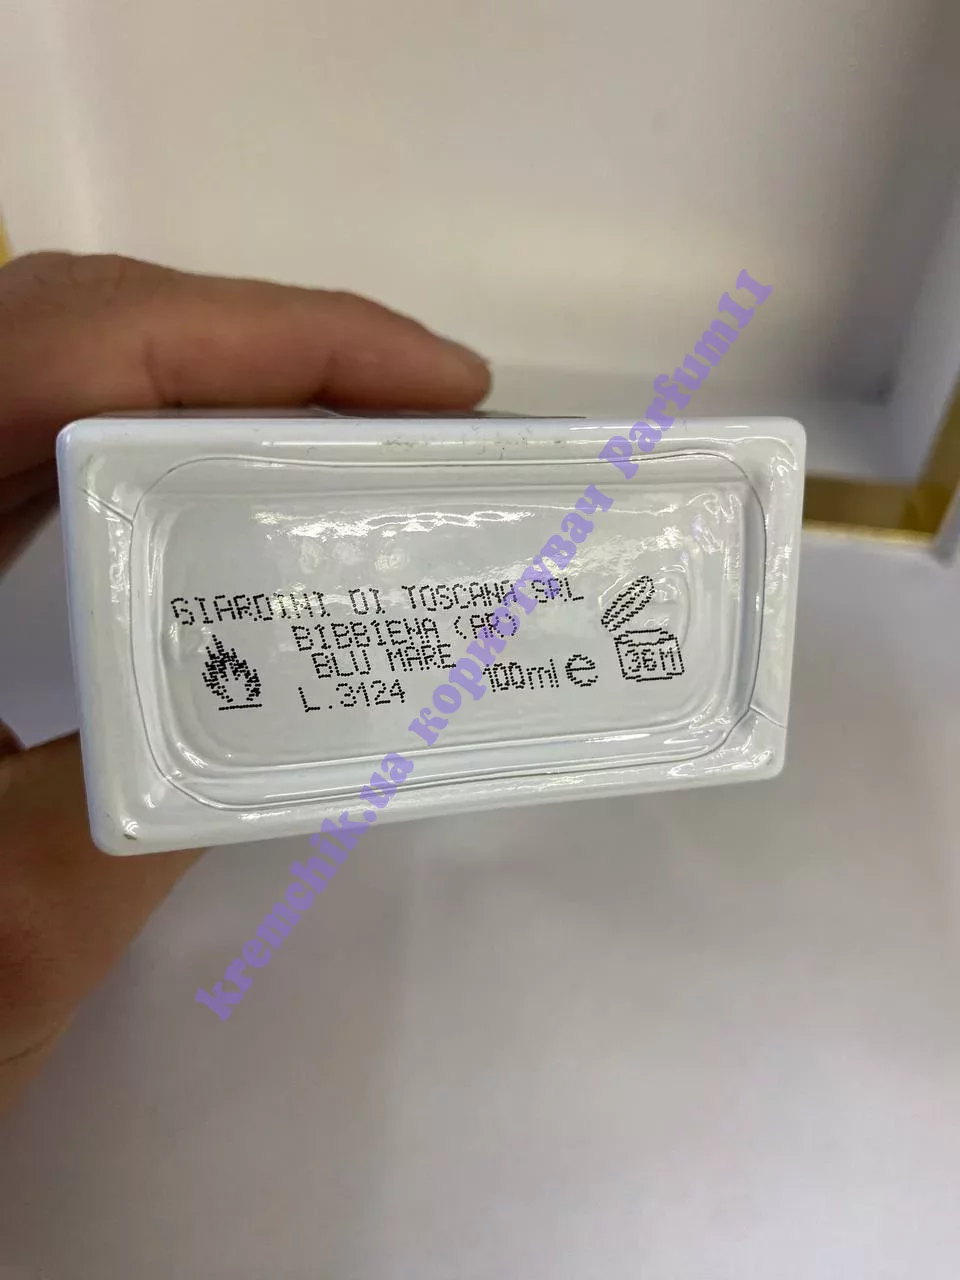 GIARDINI DI TOSCANA SRL
BIBBIENA (AR)
BLU MARE
L.3124
100ml e
36M
kremchik.ua користувач Parfum11